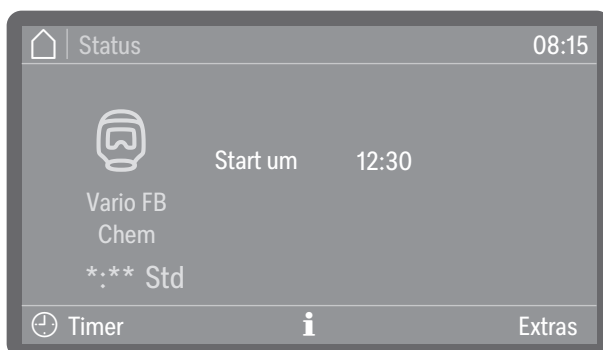 Status 08:15
Start um 12:30
Vario FB
Chem
*:** Std
Timer i Extras